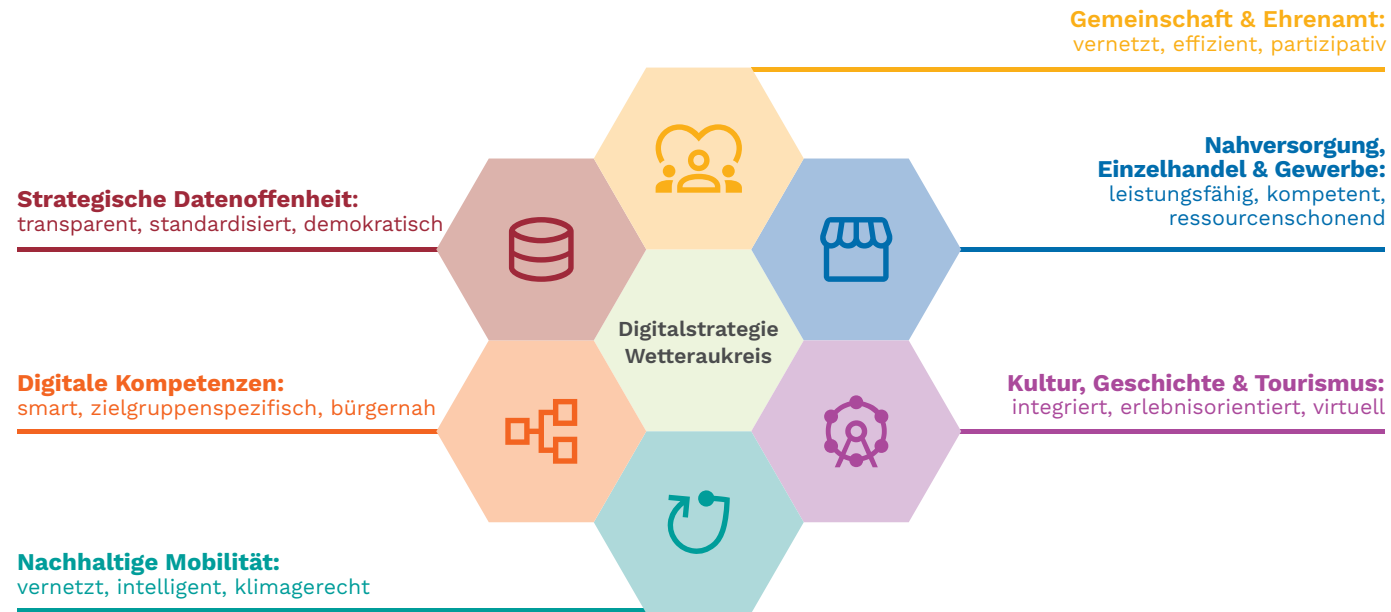 Gemeinschaft & Ehrenamt:
vernetzt, effizient, partizipativ
Nahversorgung,
Einzelhandel & Gewerbe:
leistungsfähig, kompetent,
ressourcenschonend
Strategische Datenoffenheit:
transparent, standardisiert, demokratisch
Digitalstrategie
Wetteraukreis
Digitale Kompetenzen:
smart, zielgruppenspezifisch, bürgernah
Kultur, Geschichte & Tourismus:
integriert, erlebnisorientiert, virtuell
Nachhaltige Mobilität:
vernetzt, intelligent, klimagerecht